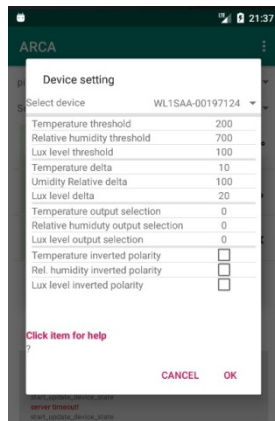 21:37
ARCA
Device setting
Select device WL1SAA-00197124
Temperature threshold 200
Relative humidity threshold 700
Lux level threshold 100
Temperature delta 10
Umidity Relative delta 100
Lux level delta 20
Temperature output selection 0
Relative humiduty output selection 0
Lux level output selection 0
Temperature inverted polarity
Rel. humidity inverted polarity
Lux level inverted polarity
Click item for help
?
CANCEL OK
start_update_device_state
server timeout!
start_update_device_state